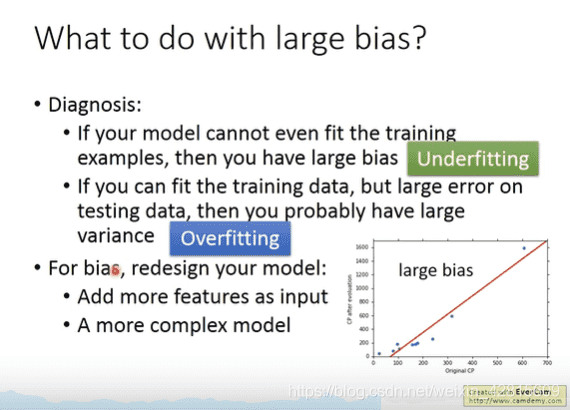 What to do with large bias?
• Diagnosis:
• If your model cannot even fit the training
examples, then you have large bias Underfitting
• If you can fit the training data, but large error on
testing data, then you probably have large
variance Overfitting
• For bias, redesign your model:
• Add more features as input
• A more complex model
large bias
CP after evaluation
1600
1400
1200
1000
800
600
400
200
0
0 100 200 300 400 500 600 700
Original CP
https://blog.csdn.net/wei
Created with EverCam
http://www.camdemy.com